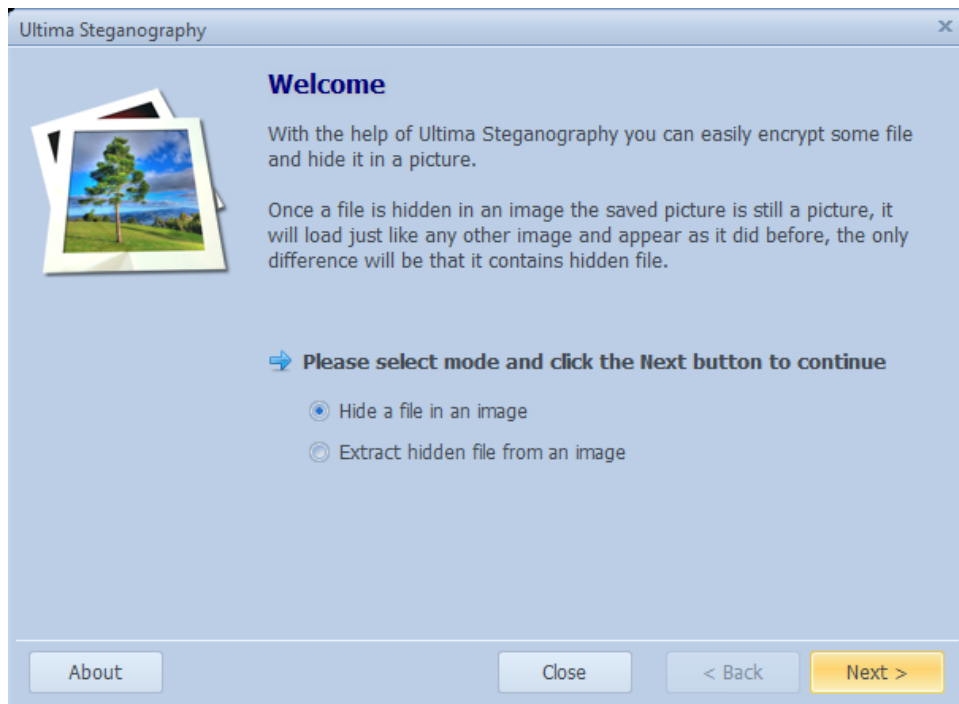 Ultima Steganography
Welcome
With the help of Ultima Steganography you can easily encrypt some file
and hide it in a picture.
Once a file is hidden in an image the saved picture is still a picture, it
will load just like any other image and appear as it did before, the only
difference will be that it contains hidden file.
Please select mode and click the Next button to continue
Hide a file in an image
Extract hidden file from an image
About
Close
< Back
Next >